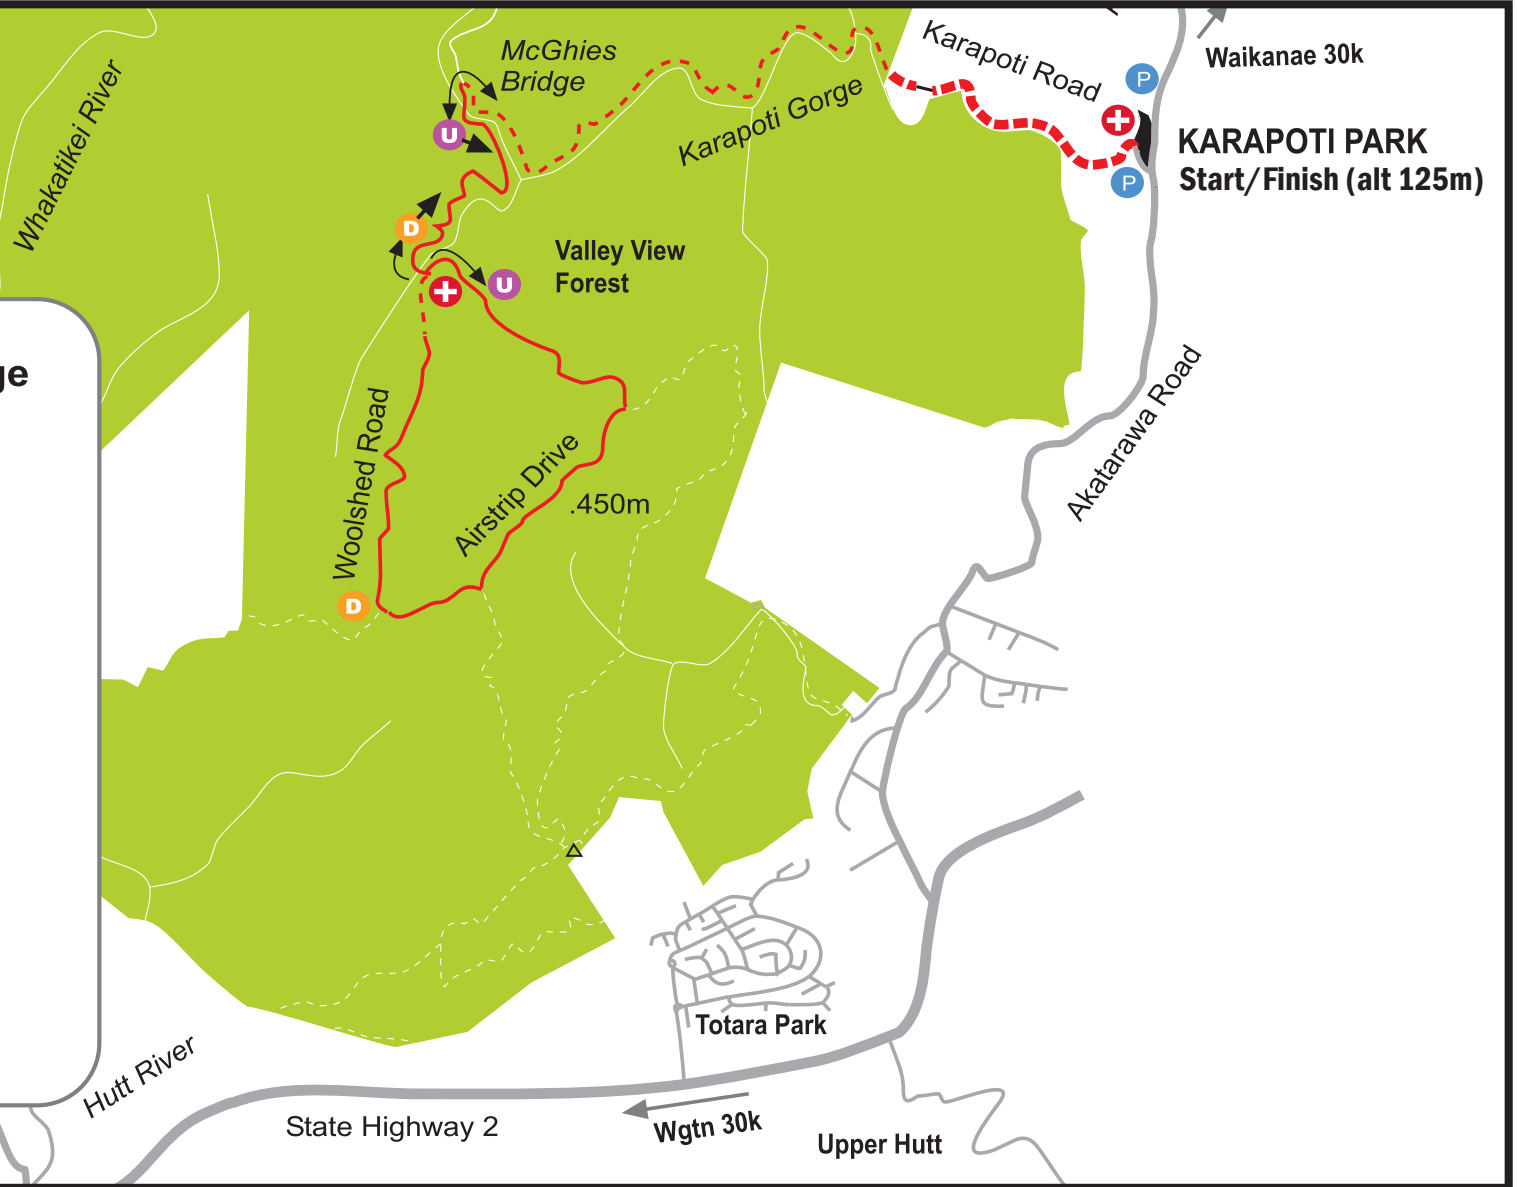 McGhies
Bridge
Karapoti Road
Waikanae 30k
P
Whakatikei River
U
Karapoti Gorge
KARAPOTI PARK
Start/Finish (alt 125m)
P
D
Valley View
Forest
U
ge
Woolshed Road
Airstrip Drive
.450m
Akatarawa Road
D
Totara Park
Hutt River
State Highway 2
Wgtn 30k
Upper Hutt